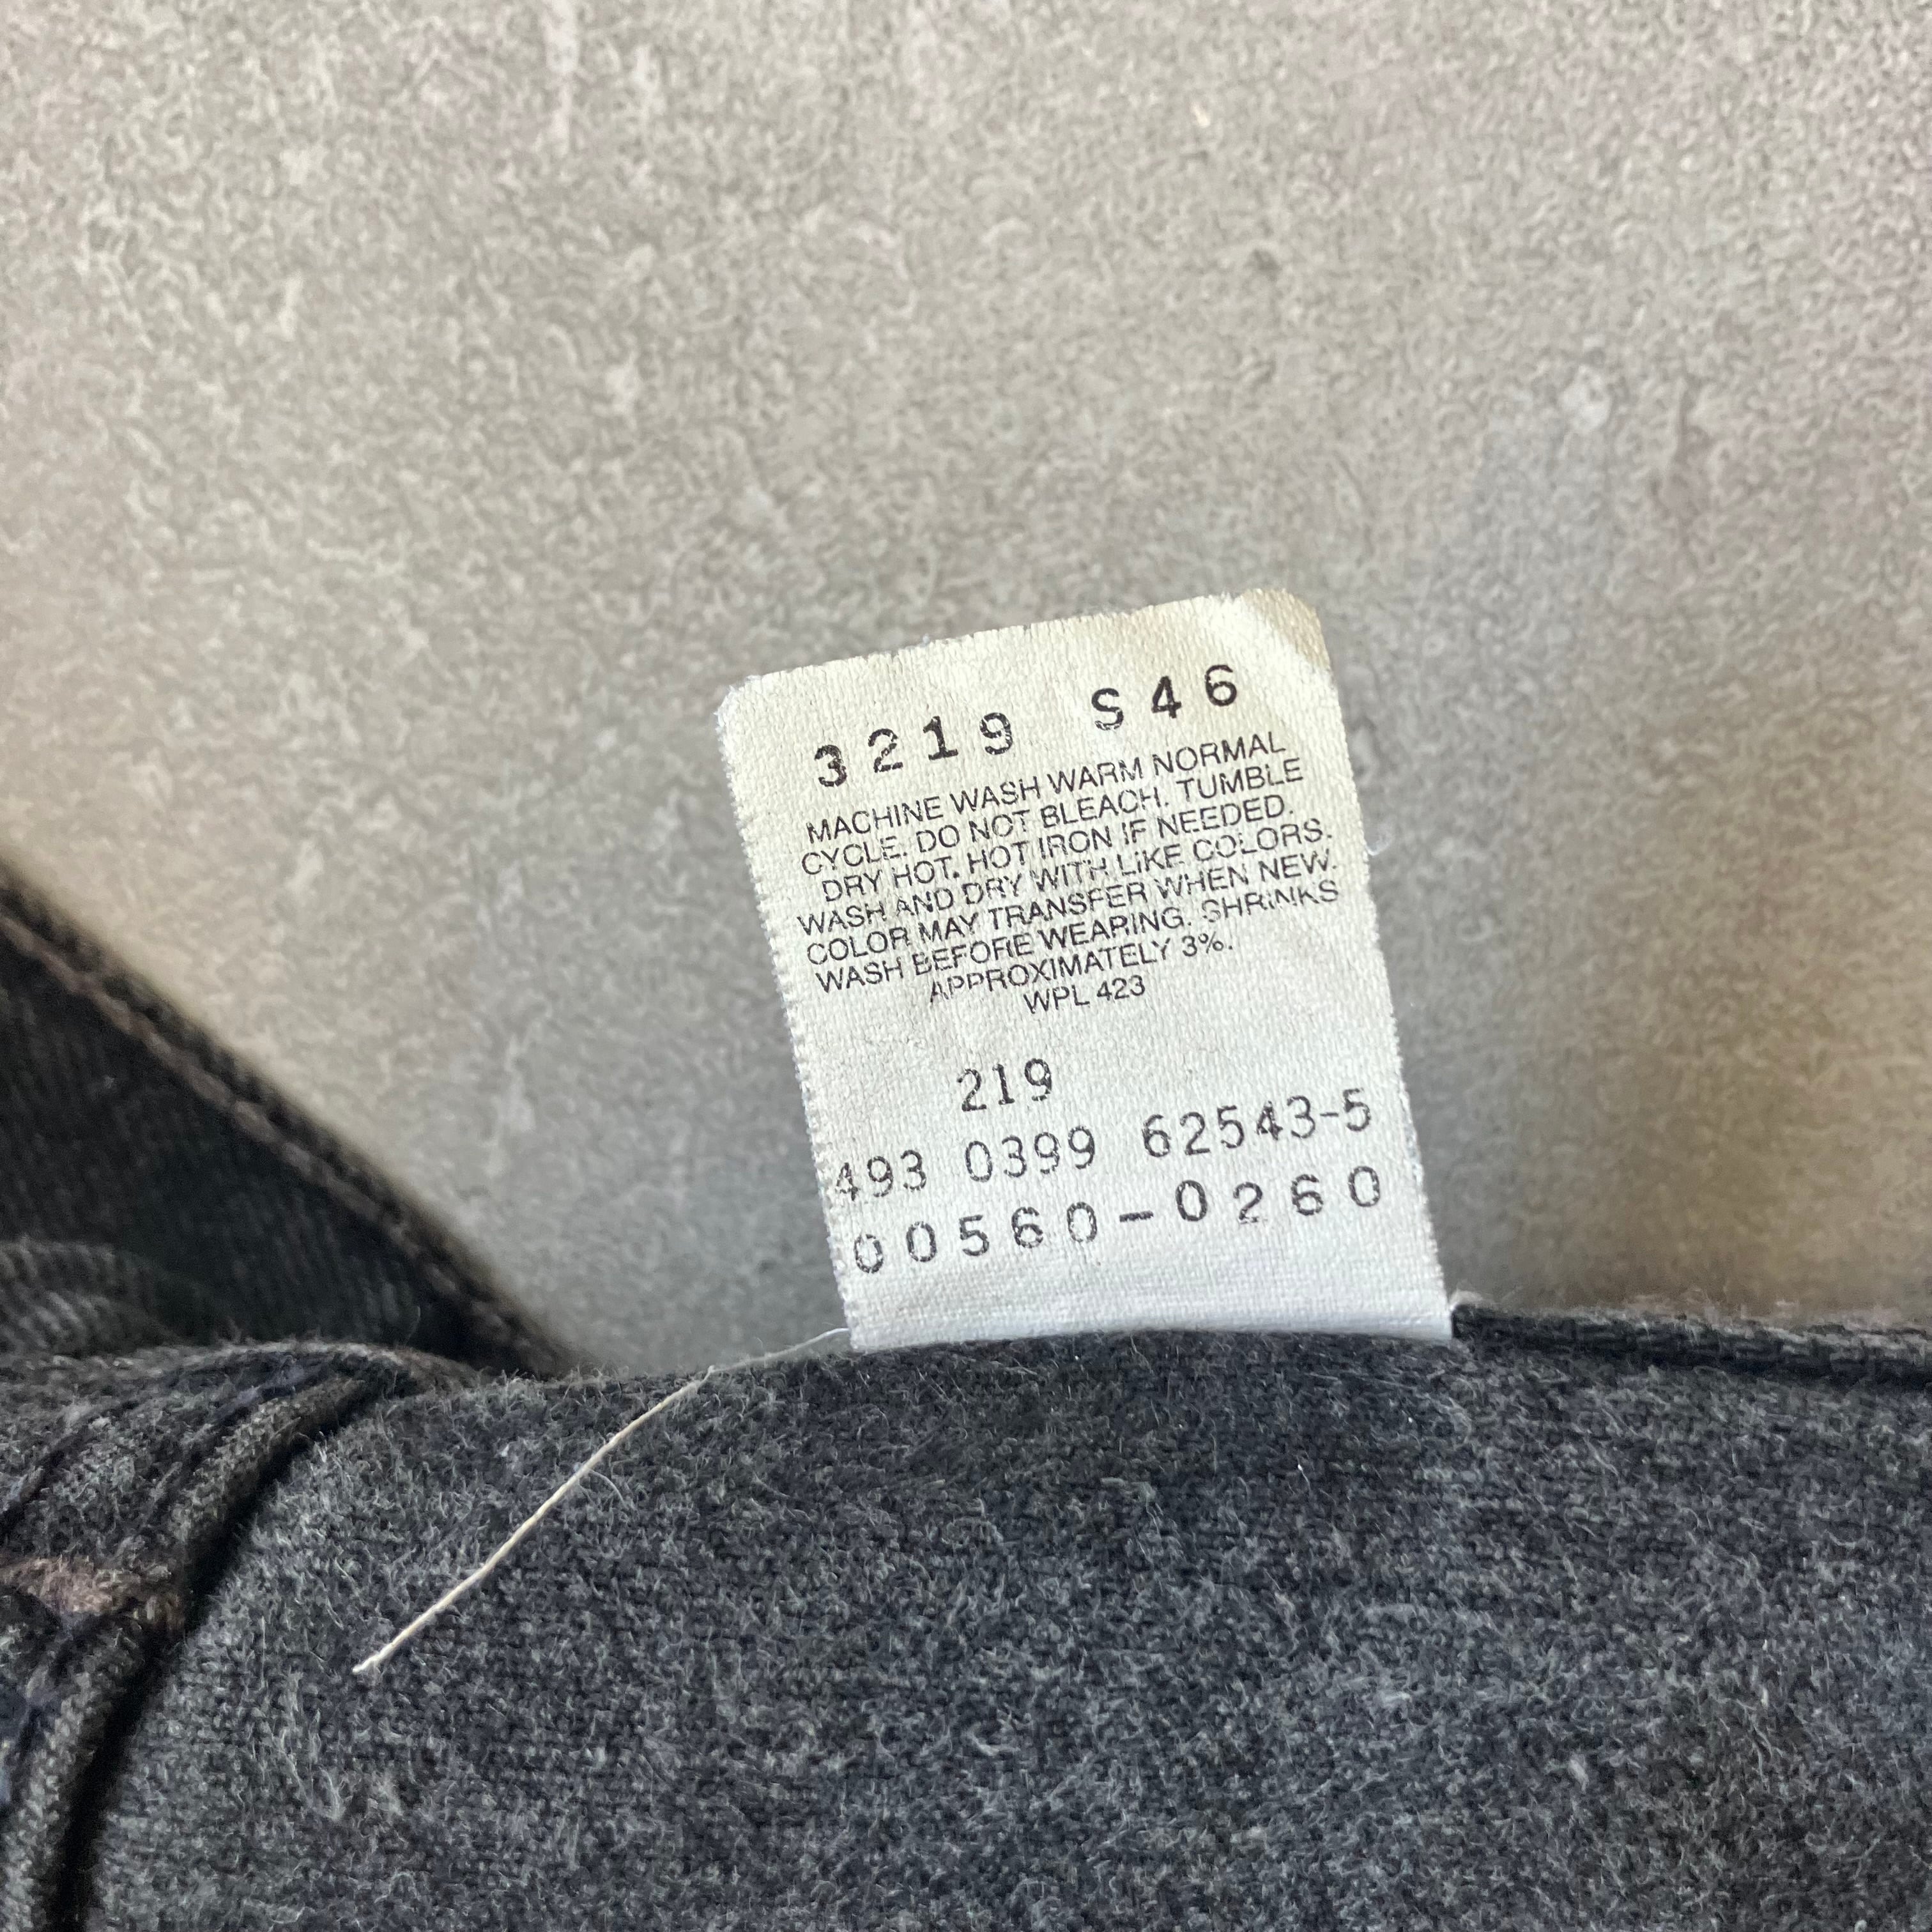 3219 S46
MACHINE WASH WARM NORMAL
CYCLE. DO NOT BLEACH. TUMBLE
DRY HOT. HOT IRON IF NEEDED.
WASH AND DRY WITH LIKE COLORS.
COLOR MAY TRANSFER WHEN NEW.
WASH BEFORE WEARING. SHRINKS
APPROXIMATELY 3%.
WPL 423
219
493 0399 62543-5
00560-0260